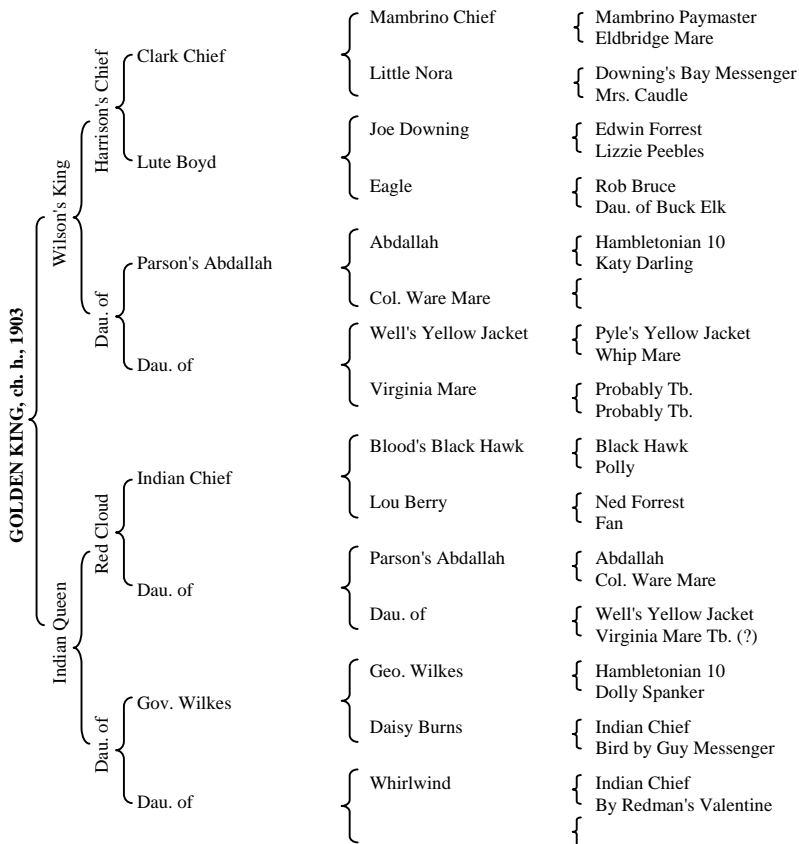 GOLDEN KING, ch. h., 1903
Wilson's King
Indian Queen
Harrison's Chief
Dau. of
Red Cloud
Dau. of
Clark Chief
Lute Boyd
Parson's Abdallah
Dau. of
Indian Chief
Dau. of
Gov. Wilkes
Dau. of
Mambrino Chief
Little Nora
Joe Downing
Eagle
Abdallah
Col. Ware Mare
Well's Yellow Jacket
Virginia Mare
Blood's Black Hawk
Lou Berry
Parson's Abdallah
Dau. of
Geo. Wilkes
Daisy Burns
Whirlwind
Mambrino Paymaster
Eldbridge Mare
Downing's Bay Messenger
Mrs. Caudle
Edwin Forrest
Lizzie Peebles
Rob Bruce
Dau. of Buck Elk
Hambletonian 10
Katy Darling
Pyle's Yellow Jacket
Whip Mare
Probably Tb.
Probably Tb.
Black Hawk
Polly
Ned Forrest
Fan
Abdallah
Col. Ware Mare
Well's Yellow Jacket
Virginia Mare Tb. (?)
Hambletonian 10
Dolly Spanker
Indian Chief
Bird by Guy Messenger
Indian Chief
By Redman's Valentine